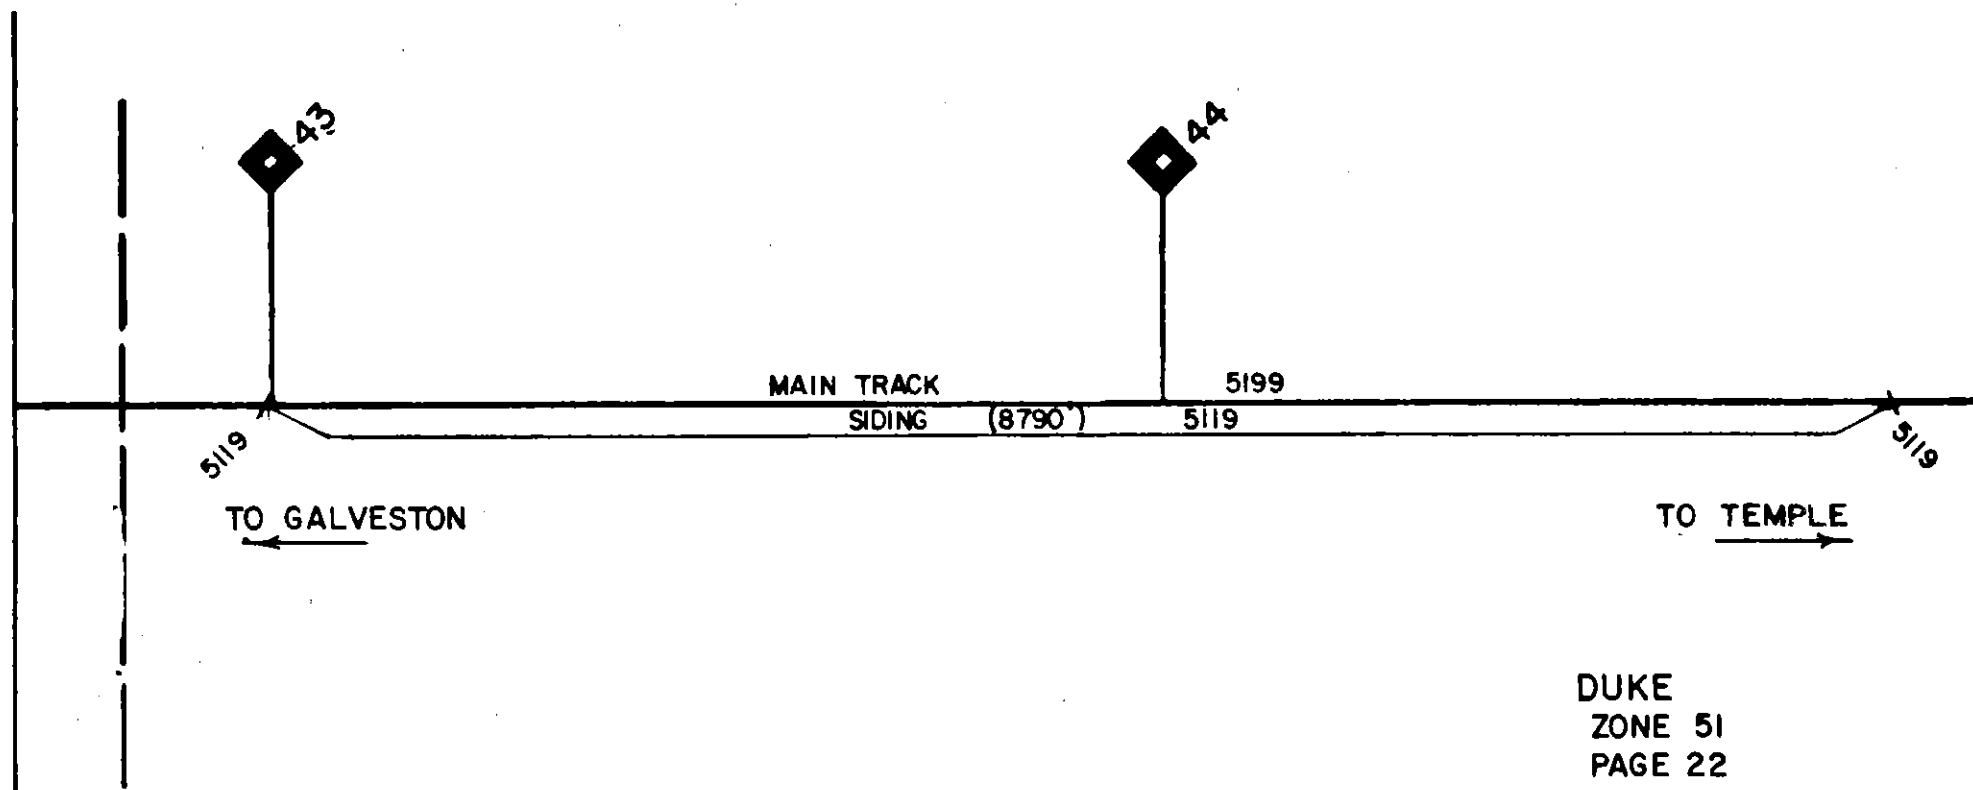 43
44
MAIN TRACK 5199
SIDING (8790') 5119
5119
5119
TO GALVESTON
TO TEMPLE
DUKE
ZONE 51
PAGE 22